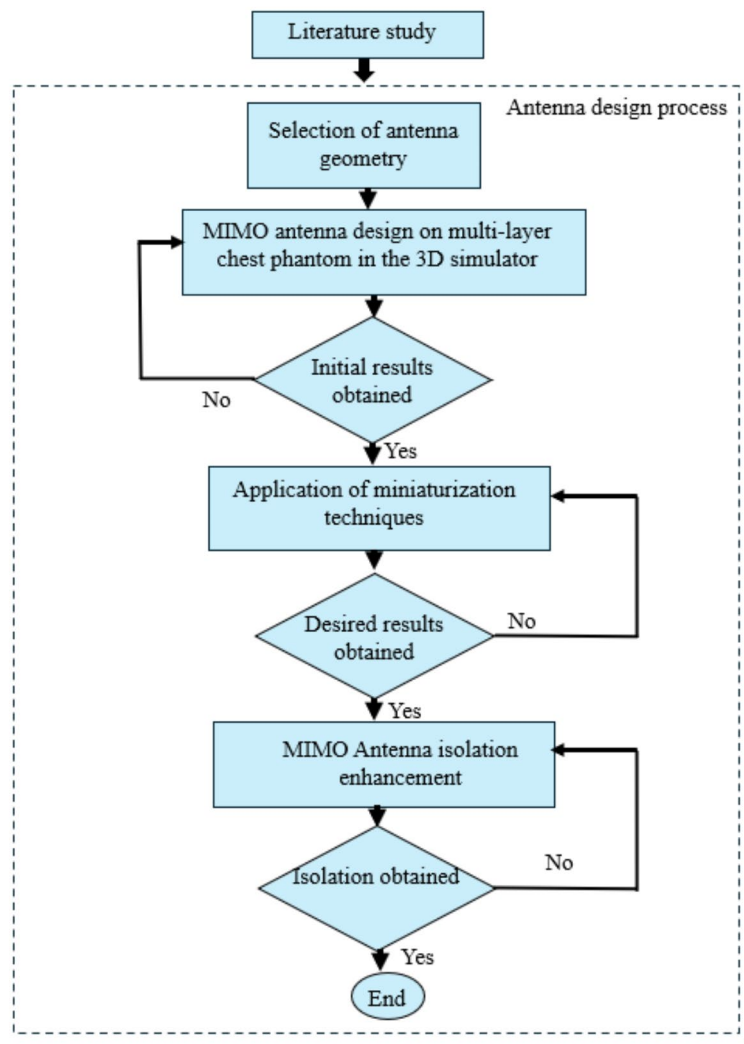 Literature study
Antenna design process
Selection of antenna
geometry
MIMO antenna design on multi-layer
chest phantom in the 3D simulator
Initial results
obtained
No
Yes
Application of miniaturization
techniques
Desired results
obtained
No
Yes
MIMO Antenna isolation
enhancement
Isolation obtained
No
Yes
End